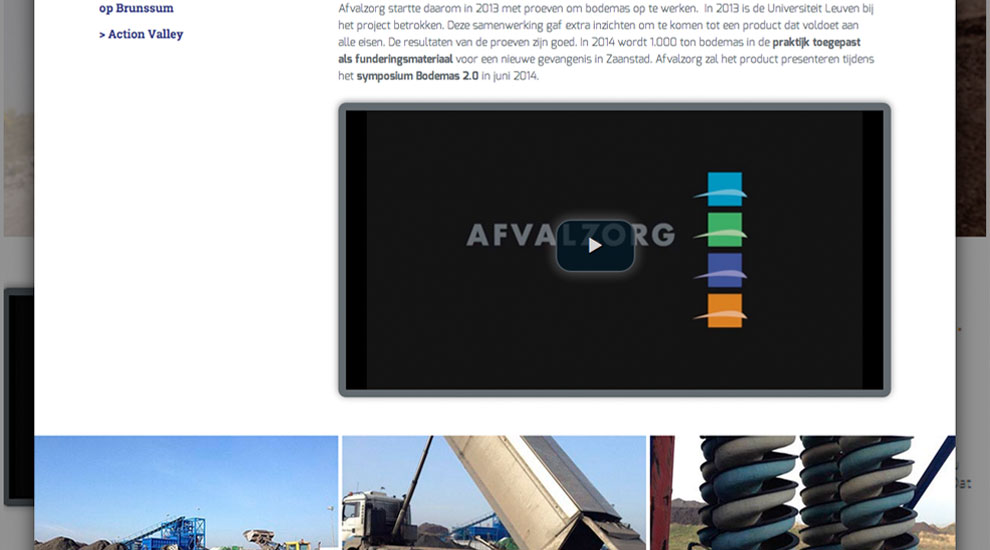 op Brunssum
> Action Valley
Afvalzorg startte daarom in 2013 met proeven om bodemas op te werken.  In 2013 is de Universiteit Leuven bij
het project betrokken. Deze samenwerking gaf extra inzichten om te komen tot een product dat voldoet aan
alle eisen. De resultaten van de proeven zijn goed. In 2014 wordt 1.000 ton bodemas in de praktijk toegepast
als funderingsmateriaal voor een nieuwe gevangenis in Zaanstad. Afvalzorg zal het product presenteren tijdens
het symposium Bodemas 2.0 in juni 2014.
AFVALZORG